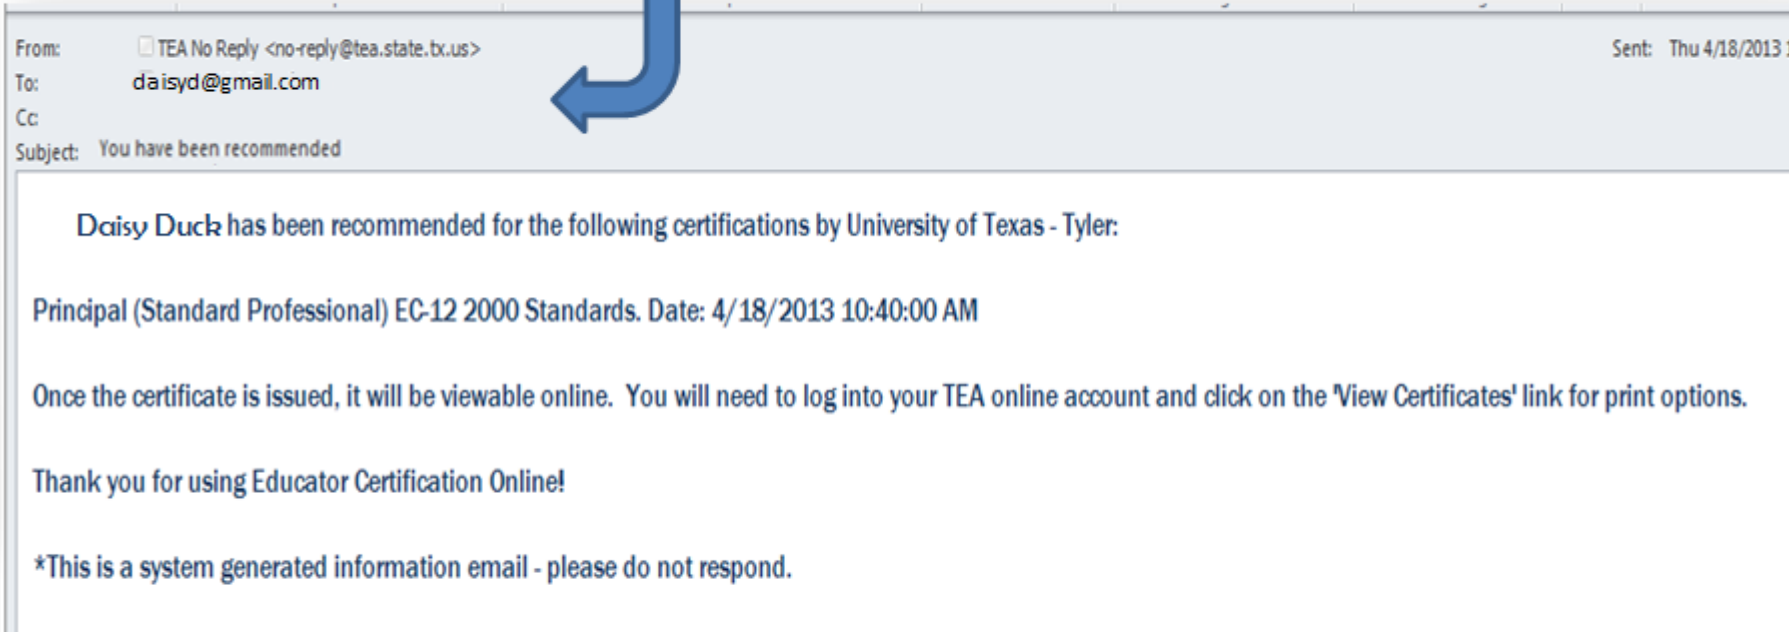 From: TEA No Reply <no-reply@tea.state.tx.us> Sent: Thu 4/18/2013
To: daisyd@gmail.com
Cc:
Subject: You have been recommended
Daisy Duck has been recommended for the following certifications by University of Texas - Tyler:
Principal (Standard Professional) EC-12 2000 Standards. Date: 4/18/2013 10:40:00 AM
Once the certificate is issued, it will be viewable online. You will need to log into your TEA online account and click on the 'View Certificates' link for print options.
Thank you for using Educator Certification Online!
*This is a system generated information email - please do not respond.